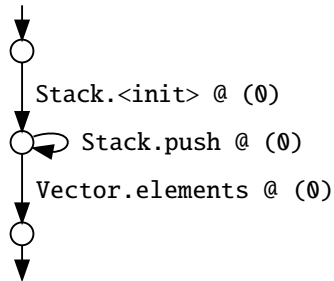 Stack.<init> @ (0)
Stack.push @ (0)
Vector.elements @ (0)